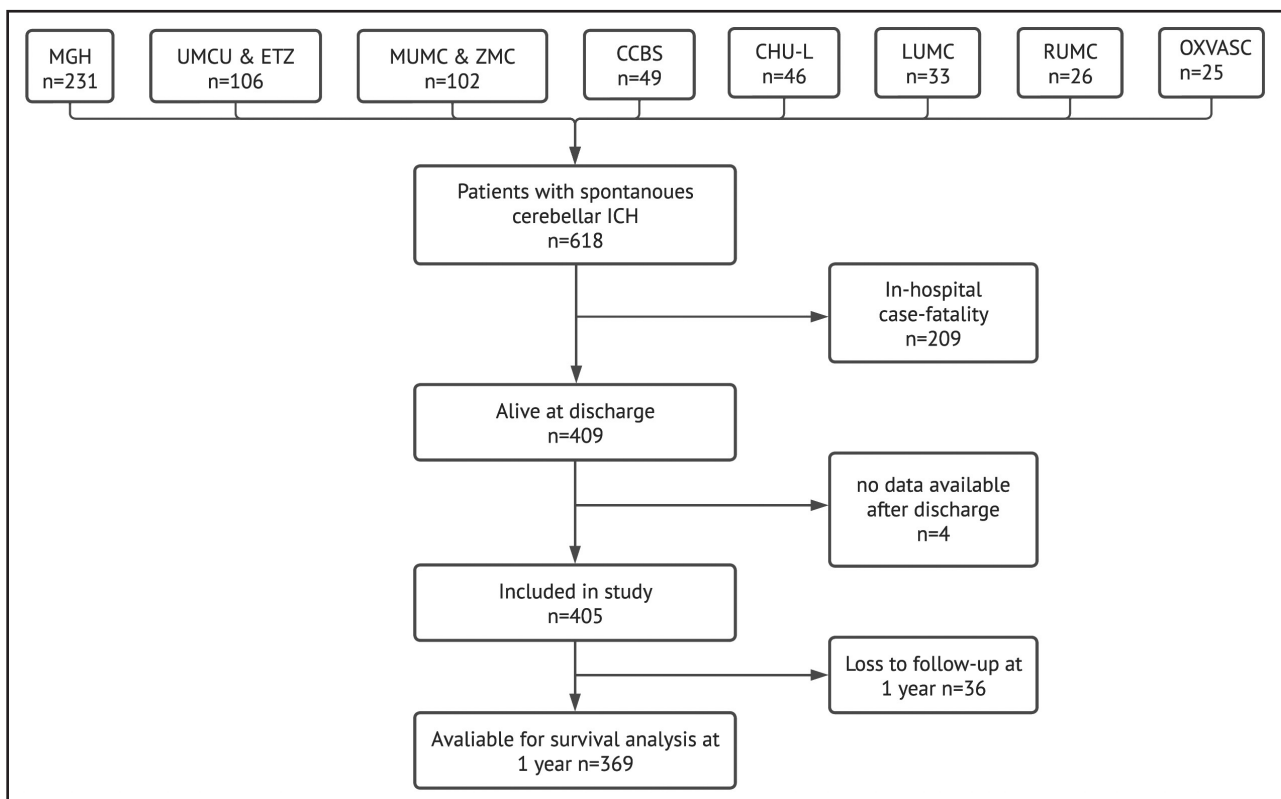 MGH
n=231
UMCU & ETZ
n=106
MUMC & ZMC
n=102
CCBS
n=49
CHU-L
n=46
LUMC
n=33
RUMC
n=26
OXVASC
n=25
Patients with spontanoues
cerebellar ICH
n=618
In-hospital
case-fatality
n=209
Alive at discharge
n=409
no data available
after discharge
n=4
Included in study
n=405
Loss to follow-up at
1 year n=36
Avaliable for survival analysis at
1 year n=369